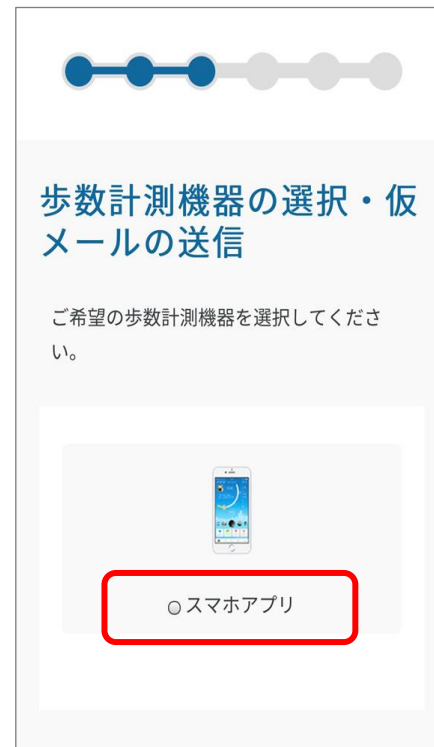 歩数計測機器の選択・仮
メールの送信
ご希望の歩数計測機器を選択してくださ
い。
スマホアプリ